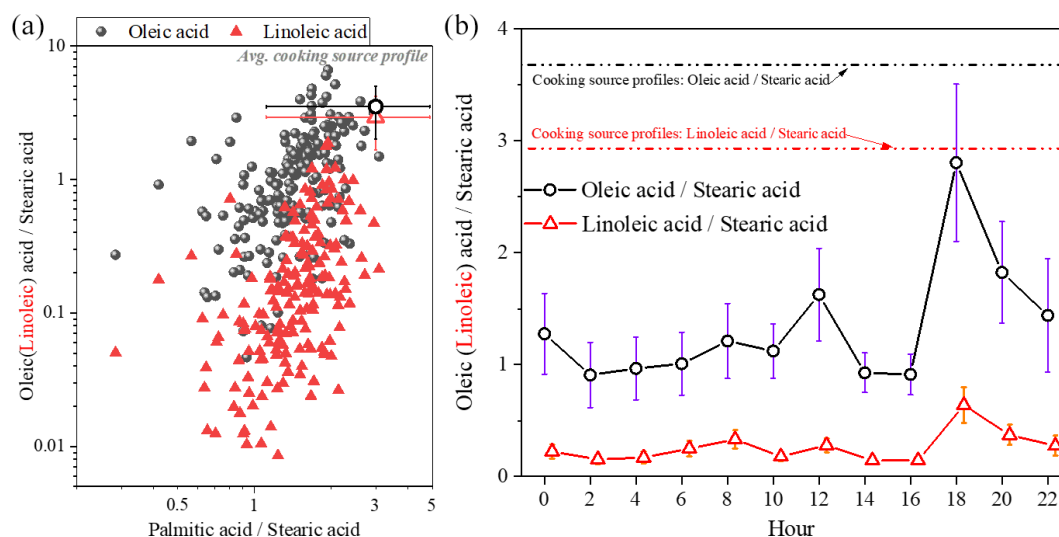 (a)
Oleic acid
Linoleic acid
Avg. cooking source profile
10
1
0.1
0.01
Oleic(Linoleic) acid / Stearic acid
0.5
1
3
5
Palmitic acid / Stearic acid
(b)
4
3
2
1
0
Oleic (Linoleic) acid / Stearic acid
Cooking source profiles: Oleic acid / Stearic acid
Cooking source profiles: Linoleic acid / Stearic acid
Oleic acid / Stearic acid
Linoleic acid / Stearic acid
0 2 4 6 8 10 12 14 16 18 20 22
Hour